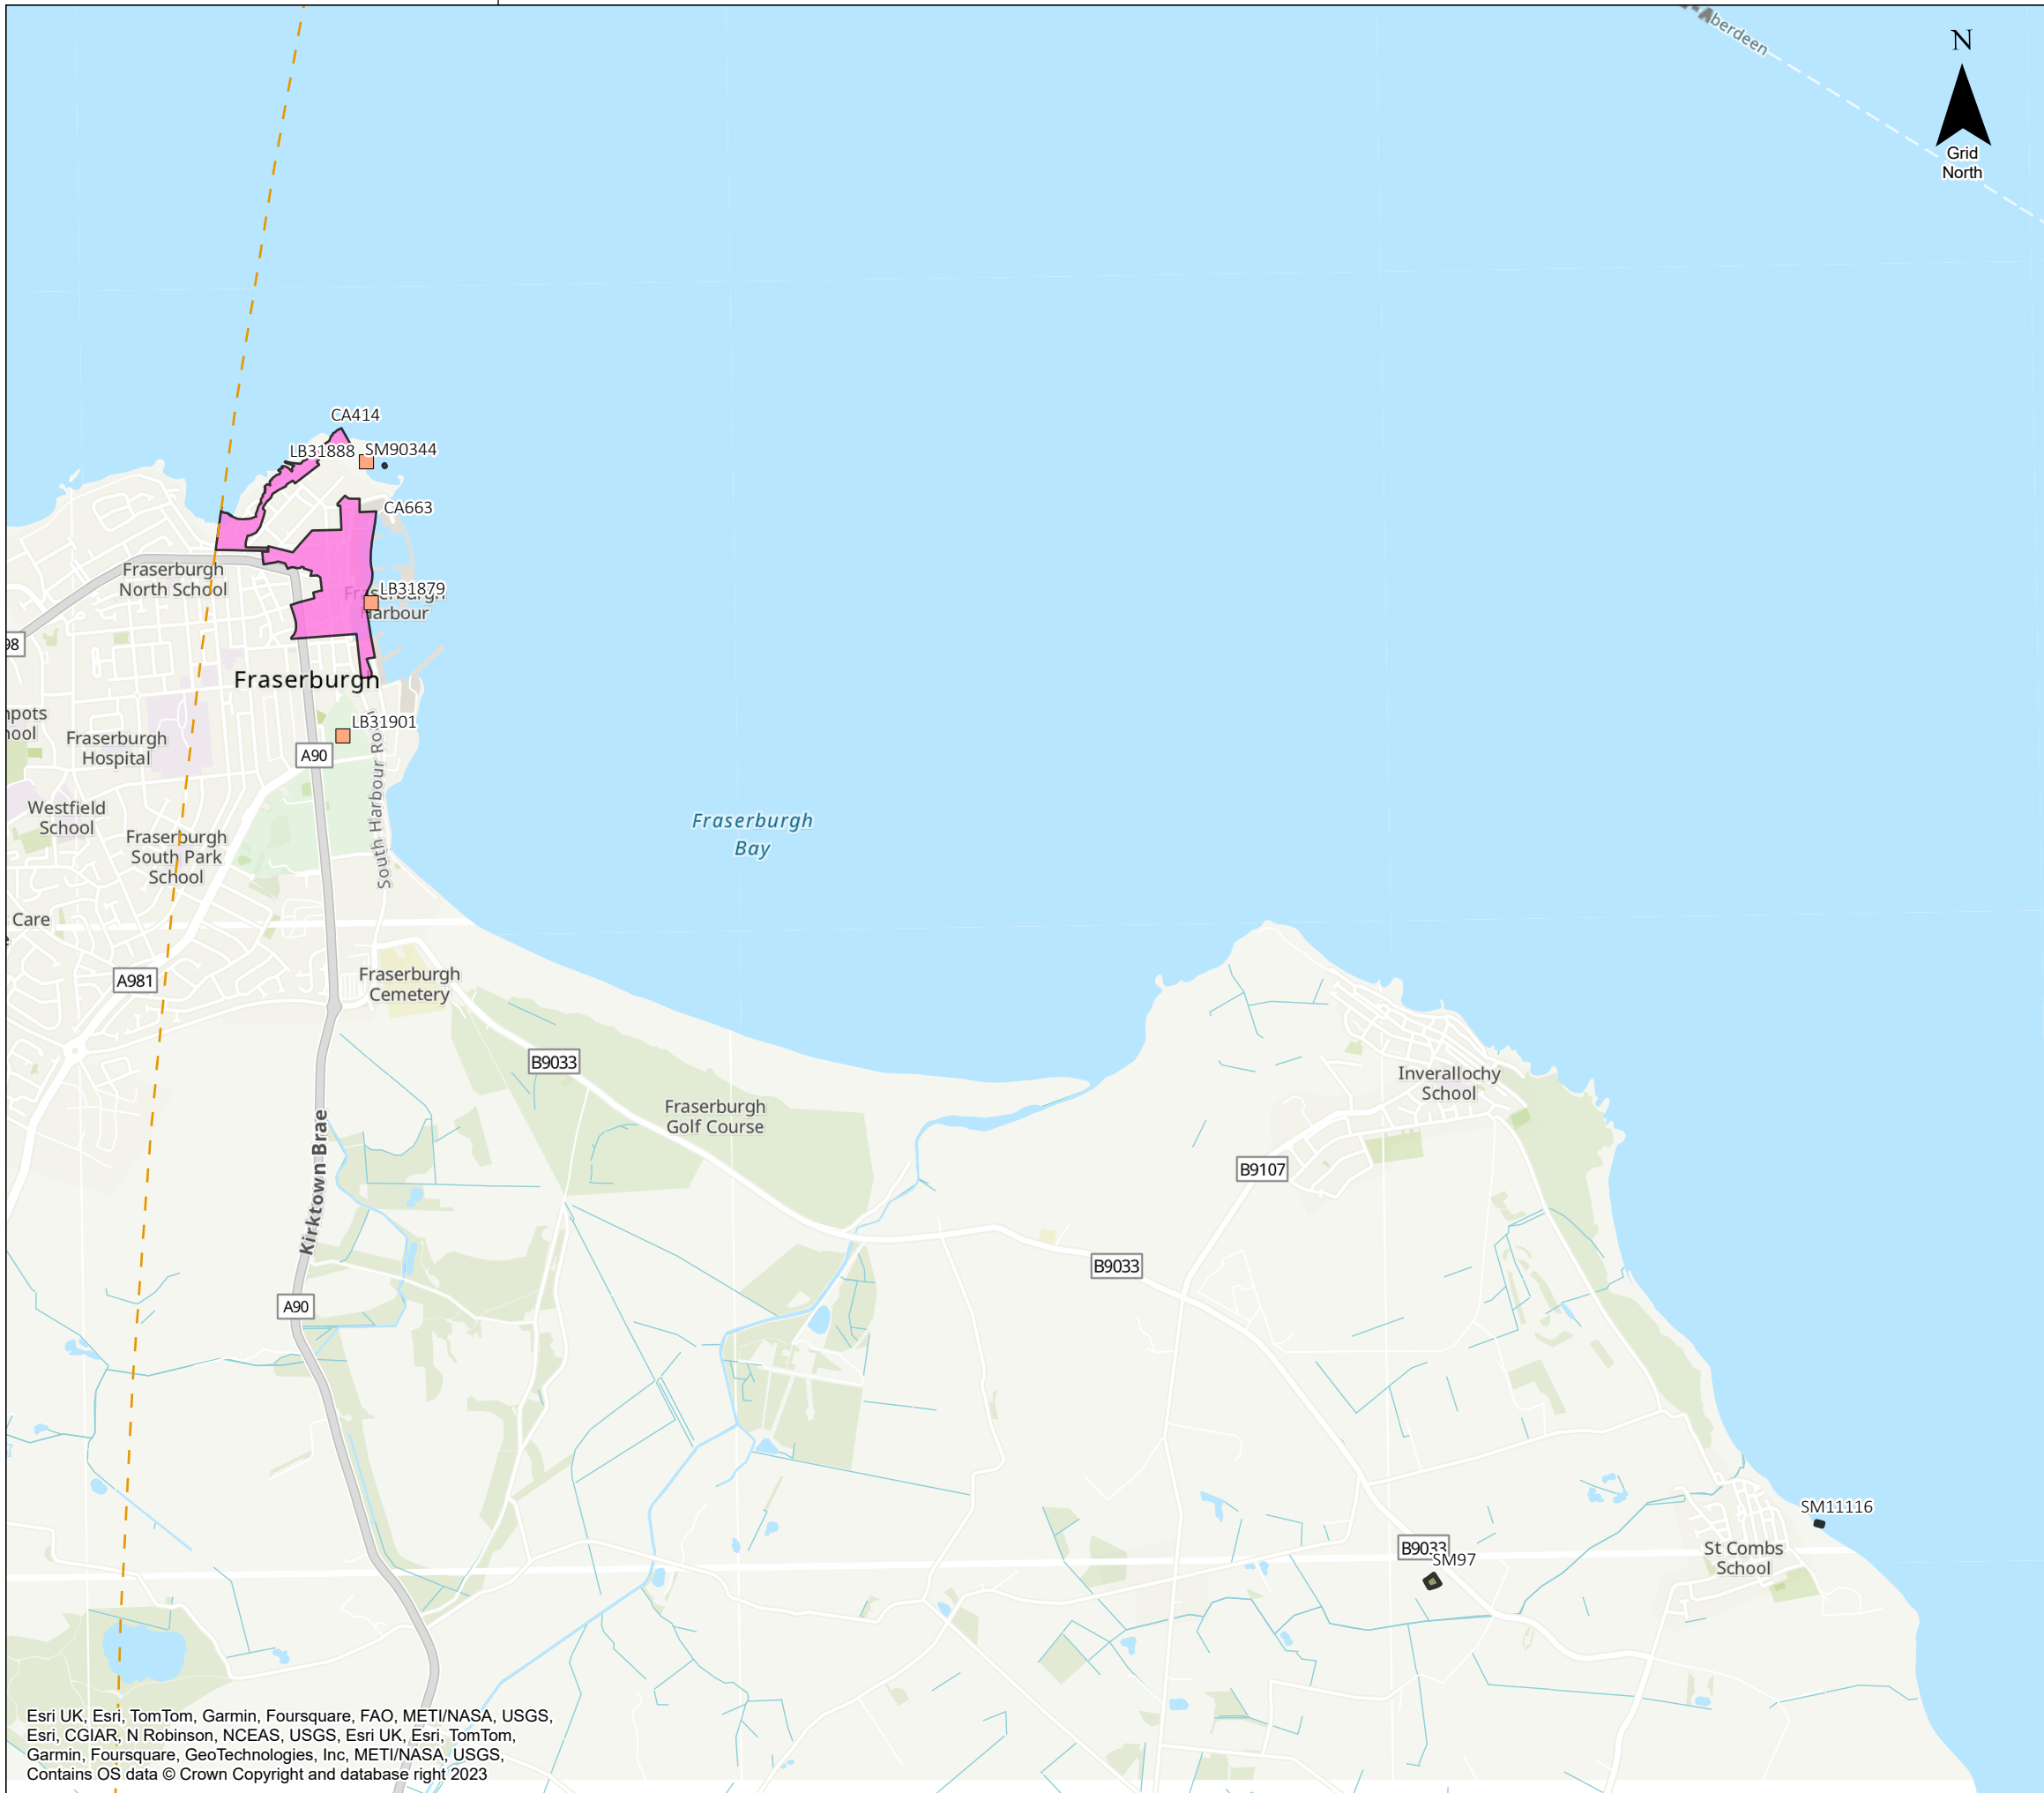 Aberdeen
N
Grid
North
CA414
LB31888
SM90344
CA663
Fraserburgh
North School
LB31879
Fraserburgh
Harbour
98
Fraserburgh
LB31901
South Harbour Road
Fraserburgh
Hospital
A90
Westfield
School
Fraserburgh
South Park
School
Fraserburgh
Bay
Care
A981
Fraserburgh
Cemetery
B9033
Fraserburgh
Golf Course
Inverallochy
School
B9107
Kirktown Brae
B9033
A90
SM11116
B9033
SM97
St Combs
School
Esri UK, Esri, TomTom, Garmin, Foursquare, FAO, METI/NASA, USGS,
Esri, CGIAR, N Robinson, NCEAS, USGS, Esri UK, Esri, TomTom,
Garmin, Foursquare, GeoTechnologies, Inc, METI/NASA, USGS,
Contains OS data © Crown Copyright and database right 2023